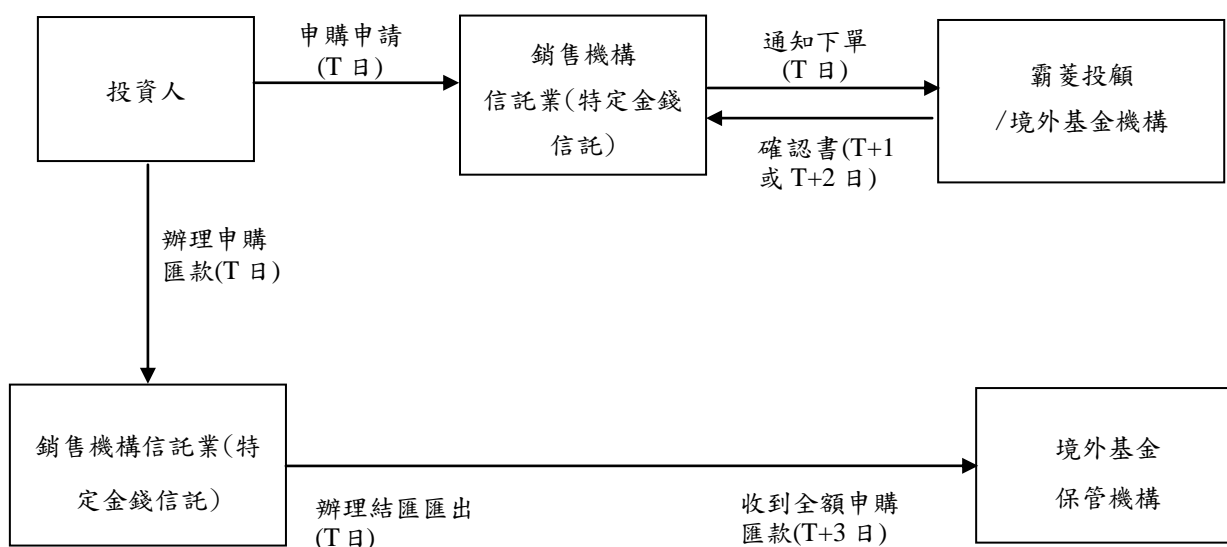 投資人
申購申請
(T 日)
銷售機構
信託業(特定金錢
信託)
通知下單
(T 日)
確認書(T+1
或 T+2 日)
霸菱投顧
/境外基金機構
辦理申購
匯款(T 日)
銷售機構信託業(特
定金錢信託)
辦理結匯匯出
(T 日)
收到全額申購
匯款(T+3 日)
境外基金
保管機構